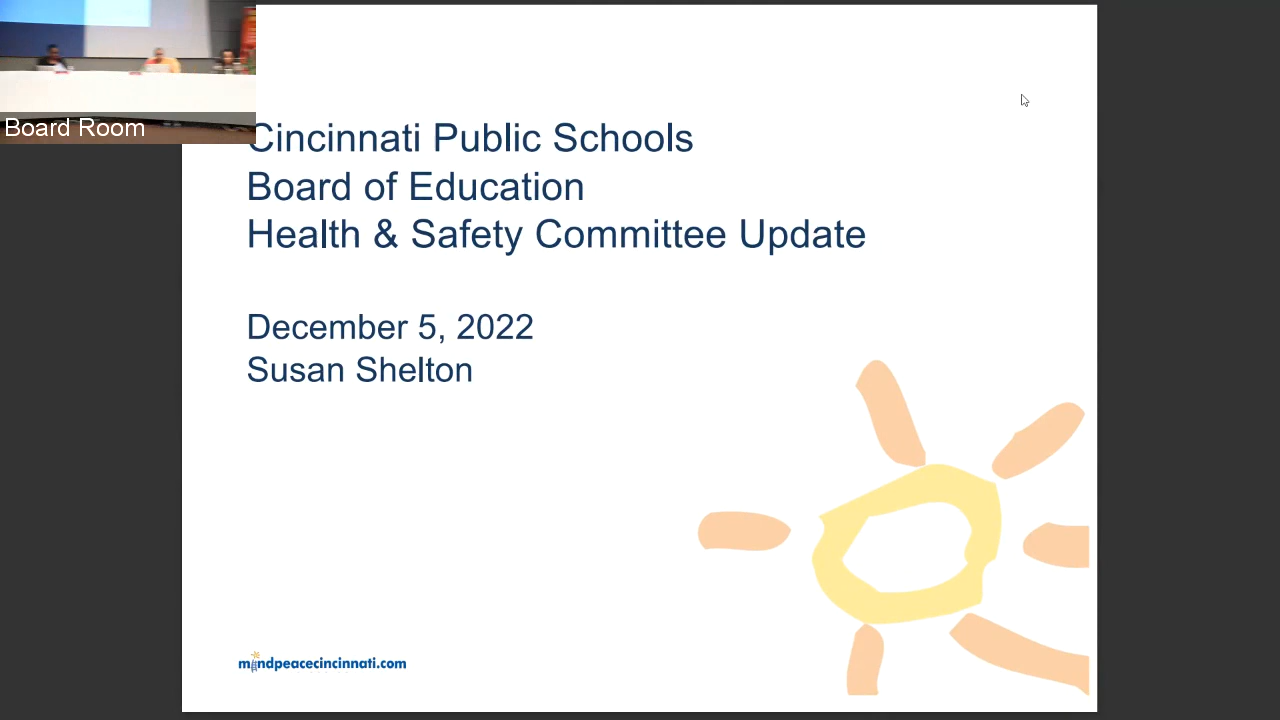 Board Room
Cincinnati Public Schools
Board of Education
Health & Safety Committee Update
December 5, 2022
Susan Shelton
mindpeacecincinnati.com